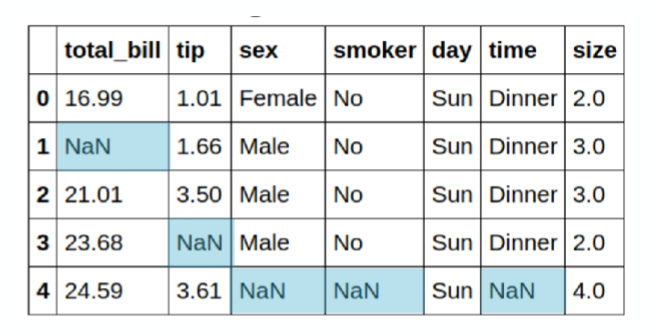 total_bill tip sex smoker day time size
0 16.99 1.01 Female No Sun Dinner 2.0
1 NaN 1.66 Male No Sun Dinner 3.0
2 21.01 3.50 Male No Sun Dinner 3.0
3 23.68 NaN Male No Sun Dinner 2.0
4 24.59 3.61 NaN NaN Sun NaN 4.0